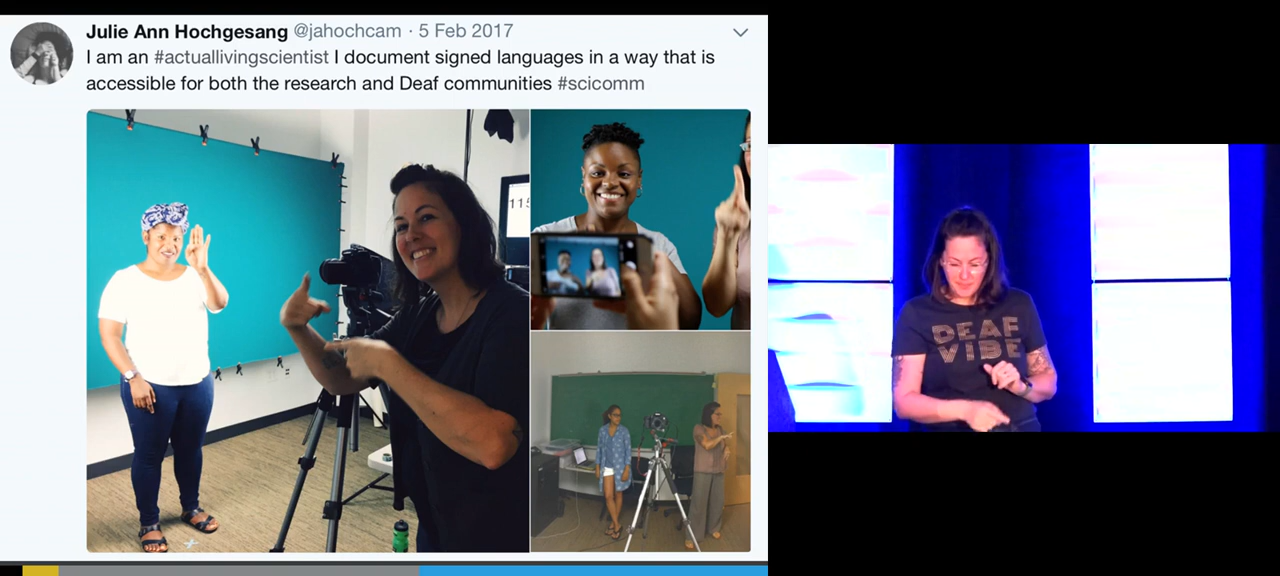 Julie Ann Hochgesang @jahochcam · 5 Feb 2017
I am an #actuallivingscientist I document signed languages in a way that is
accessible for both the research and Deaf communities #scicomm
115
DEAF
VIBE